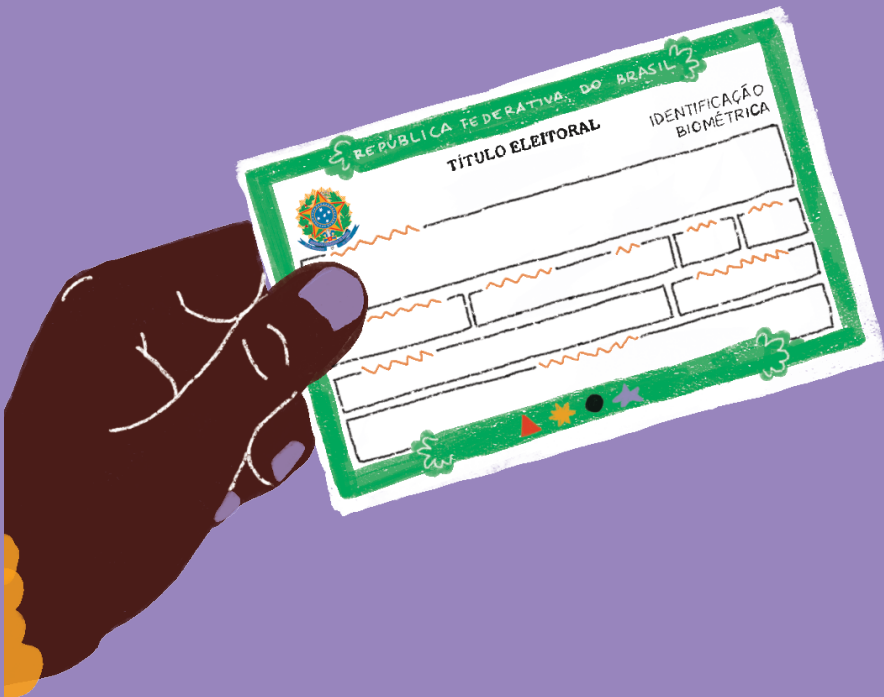 REPÚBLICA FEDERATIVA DO BRASIL
TÍTULO ELEITORAL
IDENTIFICAÇÃO
BIOMÉTRICA